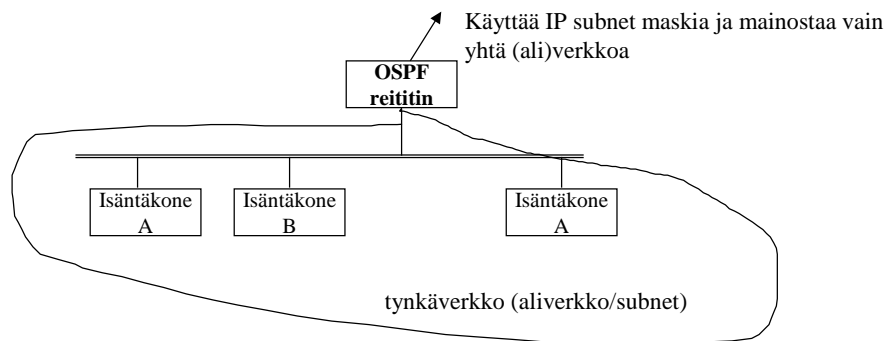 Käyttää IP subnet maskia ja mainostaa vain
yhtä (ali)verkkoa
OSPF
reititin
Isäntäkone
A
Isäntäkone
B
Isäntäkone
A
tynkäverkko (aliverkko/subnet)